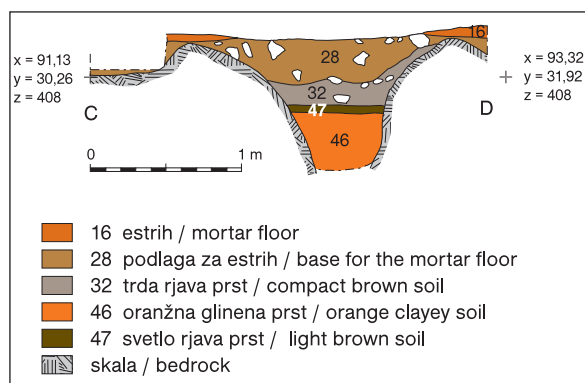 16
x = 91,13
y = 30,26
z = 408
28
x = 93,32
y = 31,92
z = 408
32
47
C
D
46
0 1 m
16 estrih / mortar floor
28 podlaga za estrih / base for the mortar floor
32 trda rjava prst / compact brown soil
46 oranžna glinena prst / orange clayey soil
47 svetlo rjava prst / light brown soil
skala / bedrock